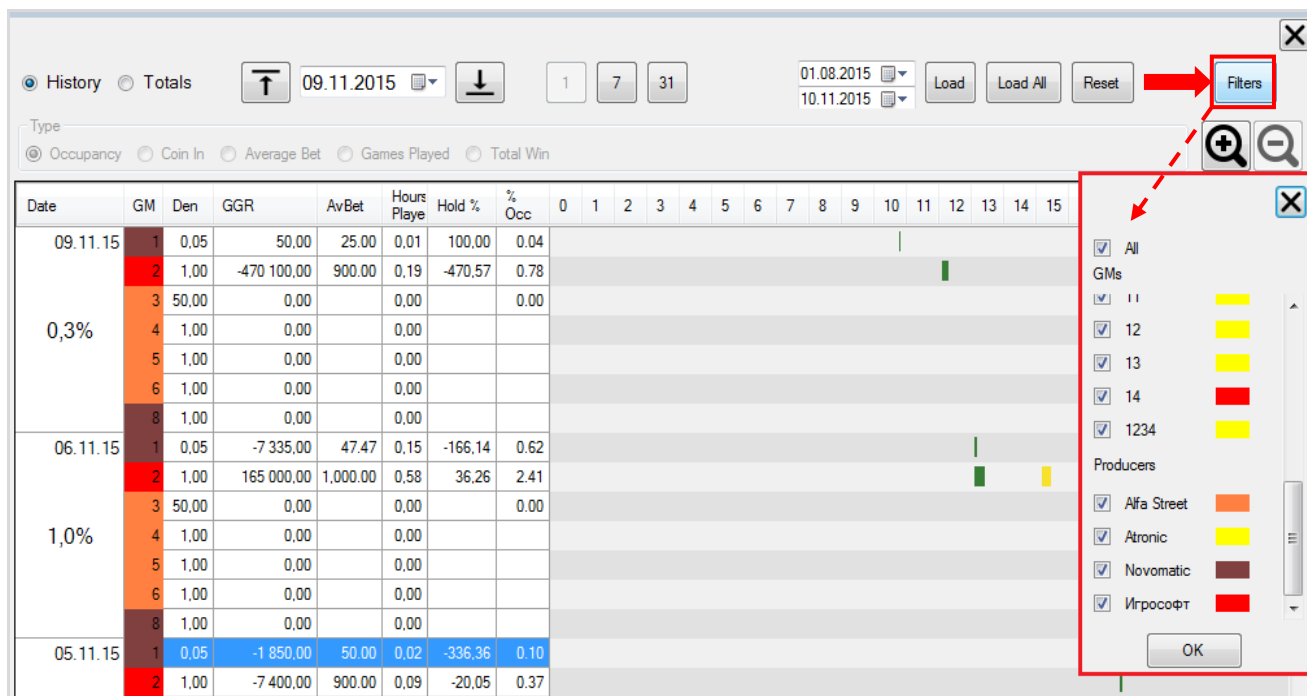 History Totals 09.11.2015 1 7 31 01.08.2015 Load Load All Reset Filters
10.11.2015
Type
Occupancy Coin In Average Bet Games Played Total Win
Date GM Den GGR AvBet Hours Playe Hold % % Occ 0 1 2 3 4 5 6 7 8 9 10 11 12 13 14 15
09.11.15 1 0,05 50,00 25.00 0,01 100,00 0.04
2 1,00 -470 100,00 900.00 0,19 -470,57 0.78
3 50,00 0,00 0,00 0.00
0,3% 4 1,00 0,00 0,00
5 1,00 0,00 0,00
6 1,00 0,00 0,00
8 1,00 0,00 0,00
06.11.15 1 0,05 -7 335,00 47.47 0,15 -166,14 0.62
2 1,00 165 000,00 1,000.00 0,58 36,26 2.41
3 50,00 0,00 0,00 0.00
1,0% 4 1,00 0,00 0,00
5 1,00 0,00 0,00
6 1,00 0,00 0,00
8 1,00 0,00 0,00
05.11.15 1 0,05 -1 850,00 50.00 0,02 -336,36 0.10
2 1,00 -7 400,00 900.00 0,09 -20,05 0.37
All
GMs
11
12
13
14
1234
Producers
Alfa Street
Atronic
Novomatic
Игрософт
OK